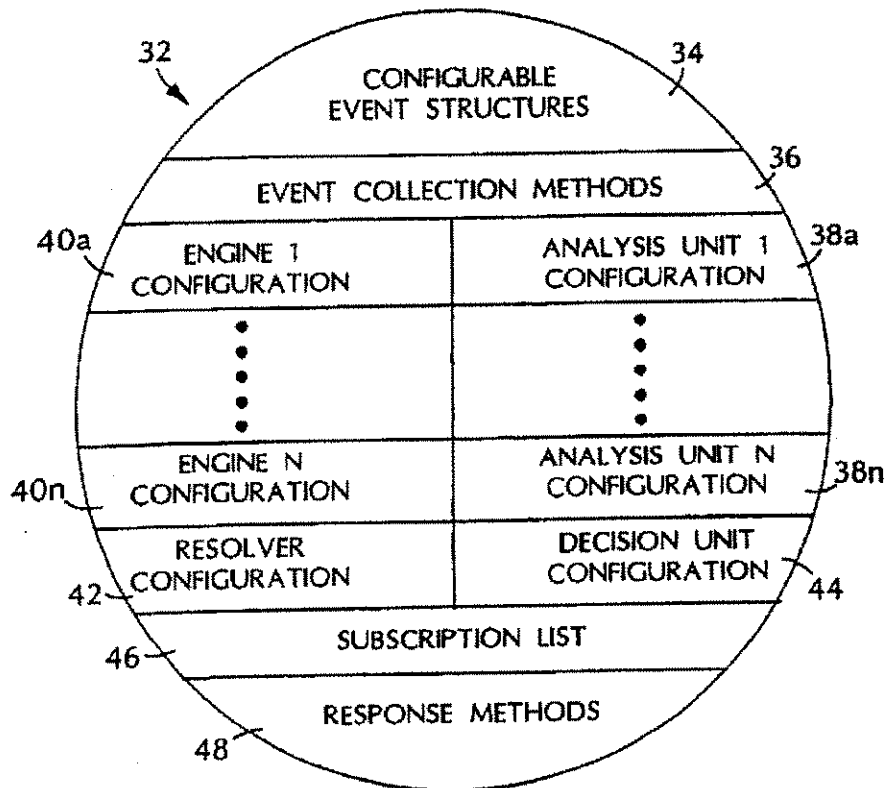 32
34
CONFIGURABLE
EVENT STRUCTURES
36
EVENT COLLECTION METHODS
40a
ENGINE 1
CONFIGURATION
38a
ANALYSIS UNIT 1
CONFIGURATION
40n
ENGINE N
CONFIGURATION
38n
ANALYSIS UNIT N
CONFIGURATION
42
RESOLVER
CONFIGURATION
44
DECISION UNIT
CONFIGURATION
46
SUBSCRIPTION LIST
48
RESPONSE METHODS